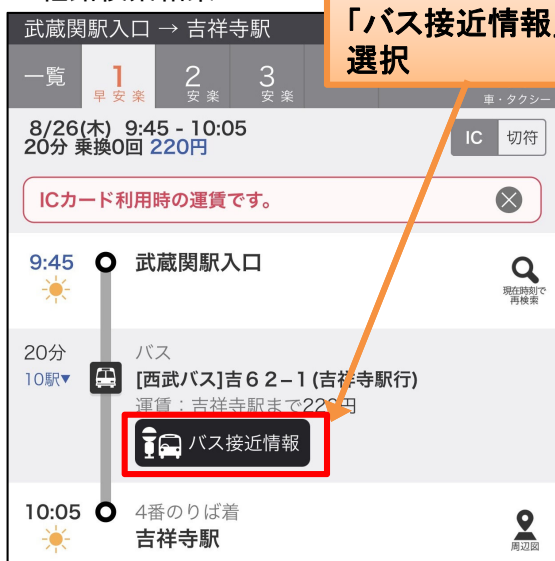 武蔵関駅入口 → 吉祥寺駅
「バス接近情報」
選択
一覧
1
早 安 楽
2
安 楽
3
安 楽
車・タクシー
8/26(木) 9:45 - 10:05
20分 乗換0回 220円
IC 切符
ICカード利用時の運賃です。
9:45 武蔵関駅入口
現在時刻で
再検索
20分 バス
10駅▼ [西武バス]吉62−1(吉祥寺駅行)
運賃：吉祥寺駅まで220円
バス接近情報
10:05 4番のりば着
吉祥寺駅
周辺図